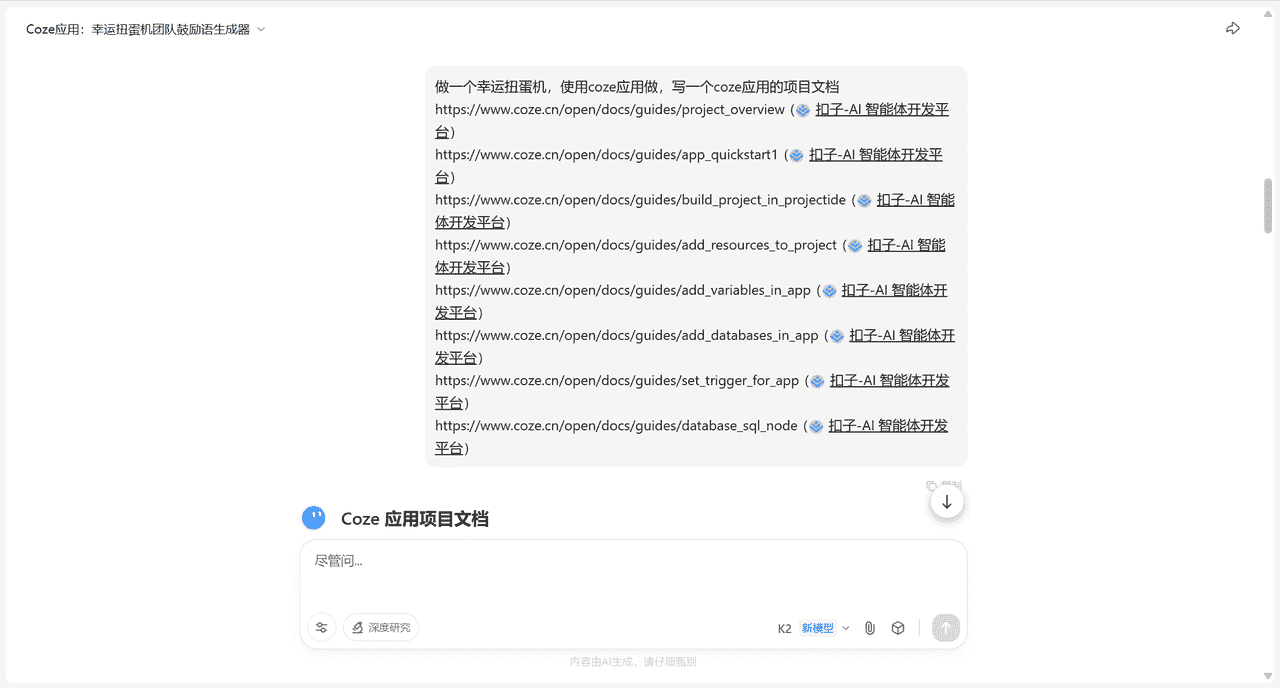 Coze应用：幸运扭蛋机团队鼓励语生成器
做一个幸运扭蛋机，使用coze应用做，写一个coze应用的项目文档
https://www.coze.cn/open/docs/guides/project_overview (扣子-AI 智能体开发平
台)
https://www.coze.cn/open/docs/guides/app_quickstart1 (扣子-AI 智能体开发平
台)
https://www.coze.cn/open/docs/guides/build_project_in_projectide (扣子-AI 智能
体开发平台)
https://www.coze.cn/open/docs/guides/add_resources_to_project (扣子-AI 智能
体开发平台)
https://www.coze.cn/open/docs/guides/add_variables_in_app (扣子-AI 智能体开
发平台)
https://www.coze.cn/open/docs/guides/add_databases_in_app (扣子-AI 智能体开
发平台)
https://www.coze.cn/open/docs/guides/set_trigger_for_app (扣子-AI 智能体开发
平台)
https://www.coze.cn/open/docs/guides/database_sql_node (扣子-AI 智能体开发
平台)
Coze 应用项目文档
尽管问...
深度研究
K2 新模型
内容由AI生成，请仔细甄别